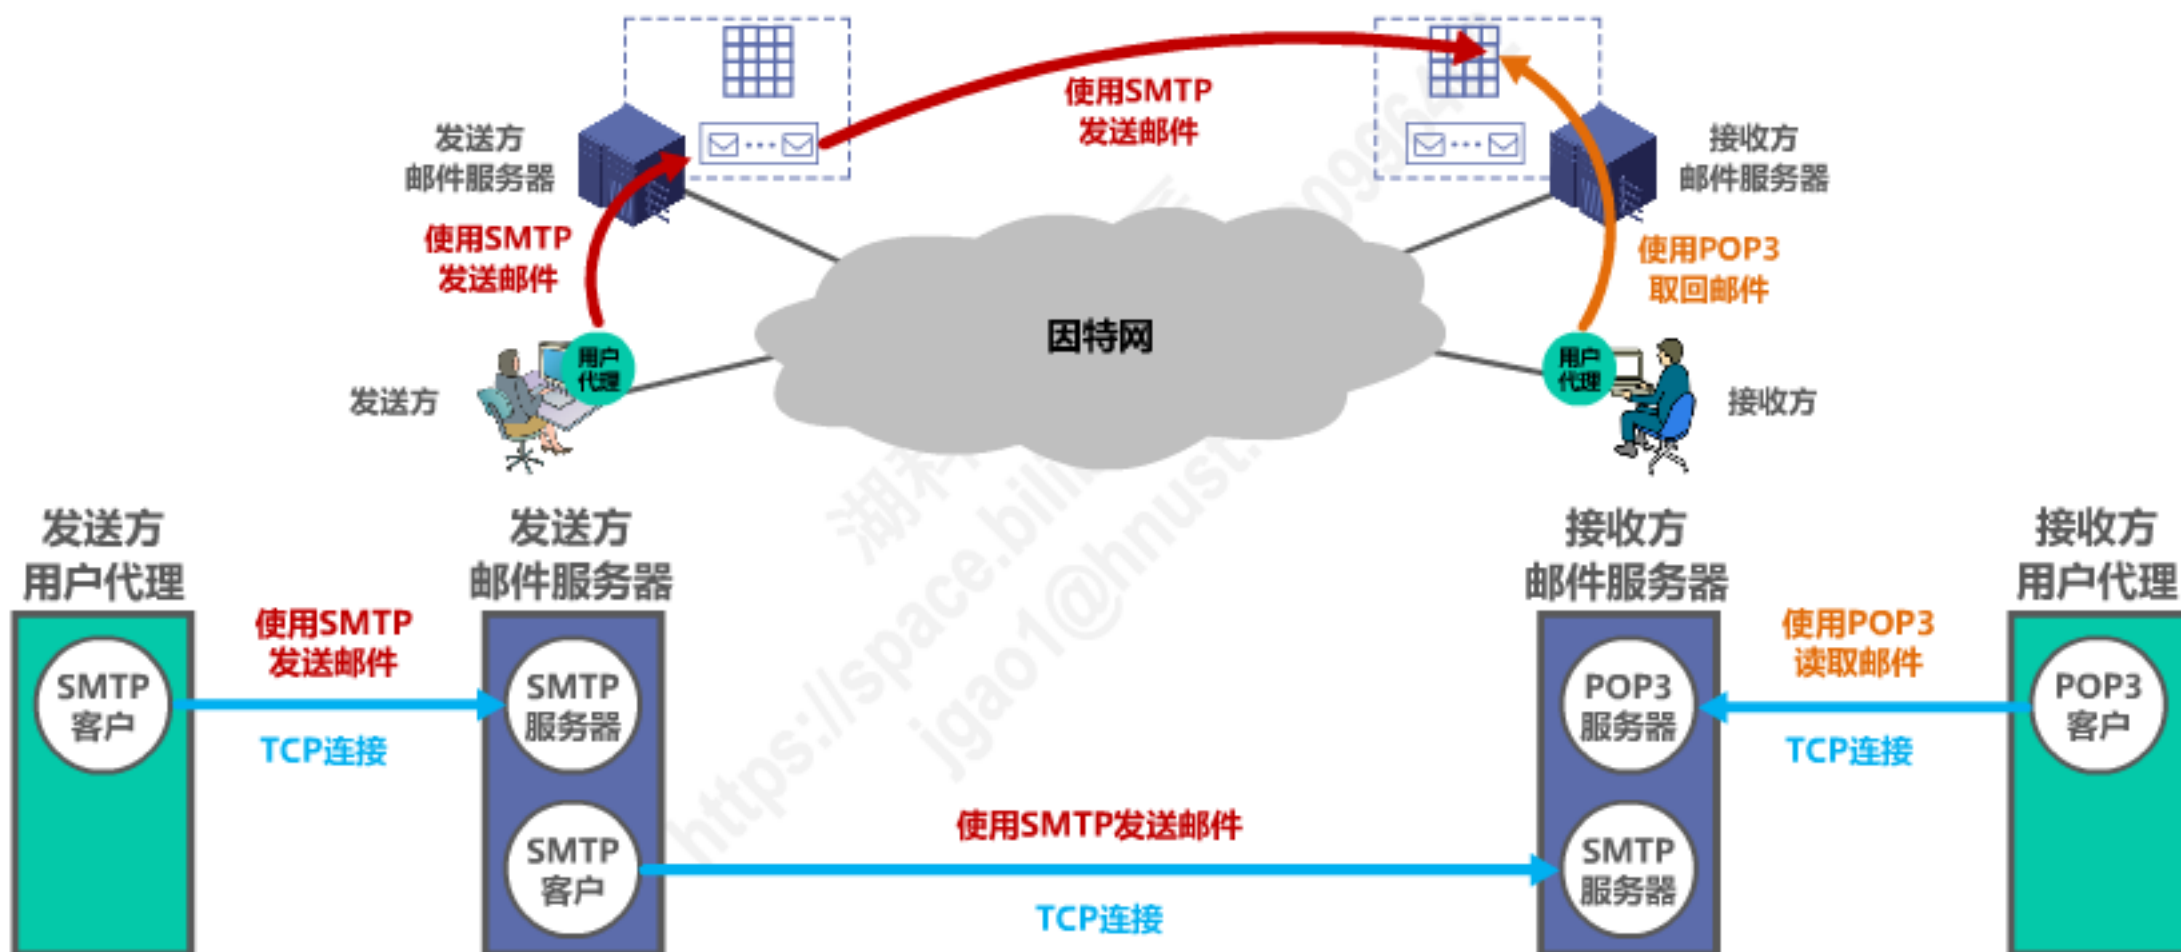 使用SMTP
发送邮件
发送方
邮件服务器
接收方
邮件服务器
使用SMTP
发送邮件
使用POP3
取回邮件
因特网
用户
代理
用户
代理
发送方
接收方
发送方
用户代理
发送方
邮件服务器
接收方
邮件服务器
接收方
用户代理
使用SMTP
发送邮件
使用POP3
读取邮件
SMTP
客户
SMTP
服务器
POP3
服务器
POP3
客户
TCP连接
TCP连接
使用SMTP发送邮件
SMTP
客户
SMTP
服务器
TCP连接
湖科
https://space.bili
jgao1@hnust.